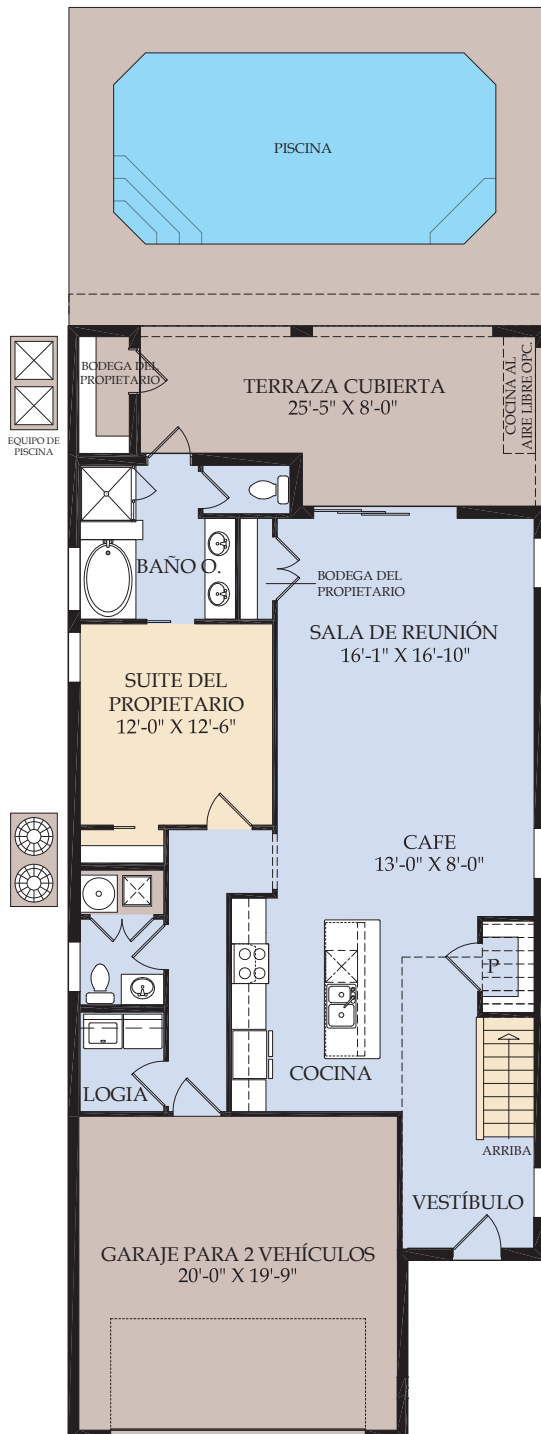 PISCINA
BODEGA DEL
PROPIETARIO
TERRAZA CUBIERTA
25'-5" X 8'-0"
COCINA AL
AIRE LIBRE OPC.
EQUIPO DE
PISCINA
BAÑO O.
BODEGA DEL
PROPIETARIO
SALA DE REUNIÓN
16'-1" X 16'-10"
SUITE DEL
PROPIETARIO
12'-0" X 12'-6"
CAFE
13'-0" X 8'-0"
P
COCINA
LOGIA
ARRIBA
VESTÍBULO
GARAJE PARA 2 VEHÍCULOS
20'-0" X 19'-9"